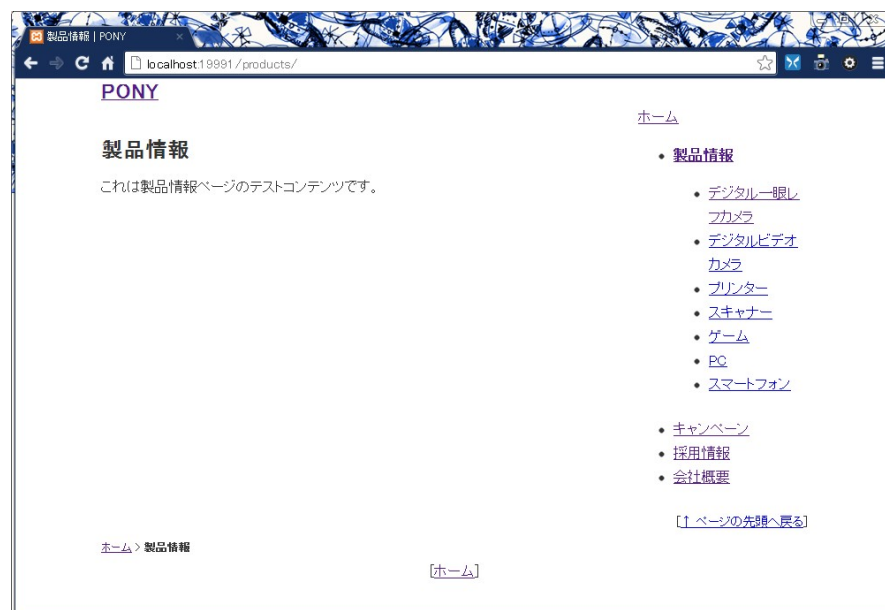 製品情報 | PONY
localhost:19991/products/
PONY
製品情報
これは製品情報ページのテストコンテンツです。
ホーム
製品情報
デジタル一眼レ
フカメラ
デジタルビデオ
カメラ
プリンター
スキャナー
ゲーム
PC
スマートフォン
キャンペーン
採用情報
会社概要
[↑ ページの先頭へ戻る]
ホーム > 製品情報
[ホーム]